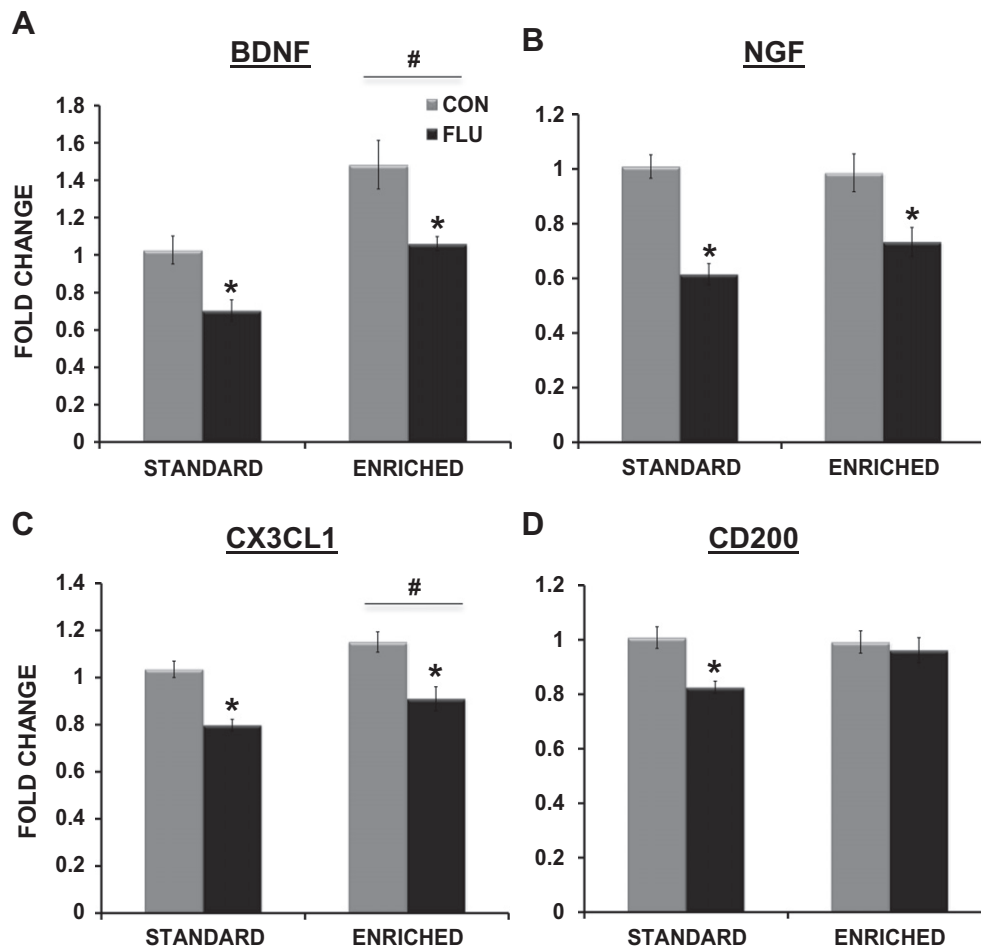 A
BDNF
#
CON
FLU
FOLD CHANGE
1.8
1.6
1.4
1.2
1
0.8
0.6
0.4
0.2
0
*
*
STANDARD
ENRICHED
B
NGF
1.2
1
0.8
0.6
0.4
0.2
0
*
*
STANDARD
ENRICHED
C
CX3CL1
#
FOLD CHANGE
1.4
1.2
1
0.8
0.6
0.4
0.2
0
*
*
STANDARD
ENRICHED
D
CD200
1.2
1
0.8
0.6
0.4
0.2
0
*
STANDARD
ENRICHED